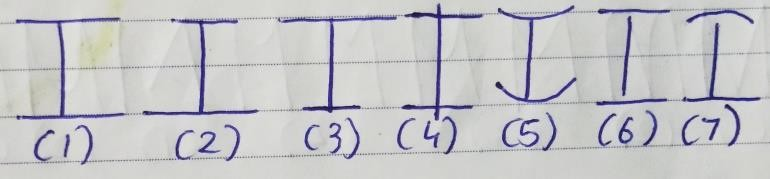 I I I I I I I
(1) (2) (3) (4) (5) (6) (7)